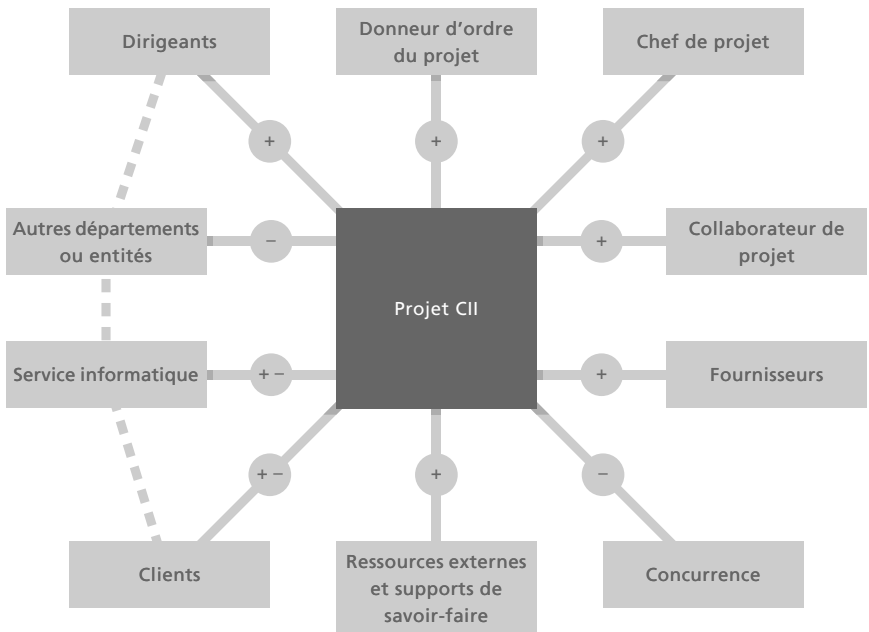 Dirigeants
Donneur d’ordre
du projet
Chef de projet
+
+
+
Autres départements
ou entités
−
+
Collaborateur de
projet
Projet CII
Service informatique
+ −
+
Fournisseurs
+ −
+
−
Clients
Ressources externes
et supports de
savoir-faire
Concurrence